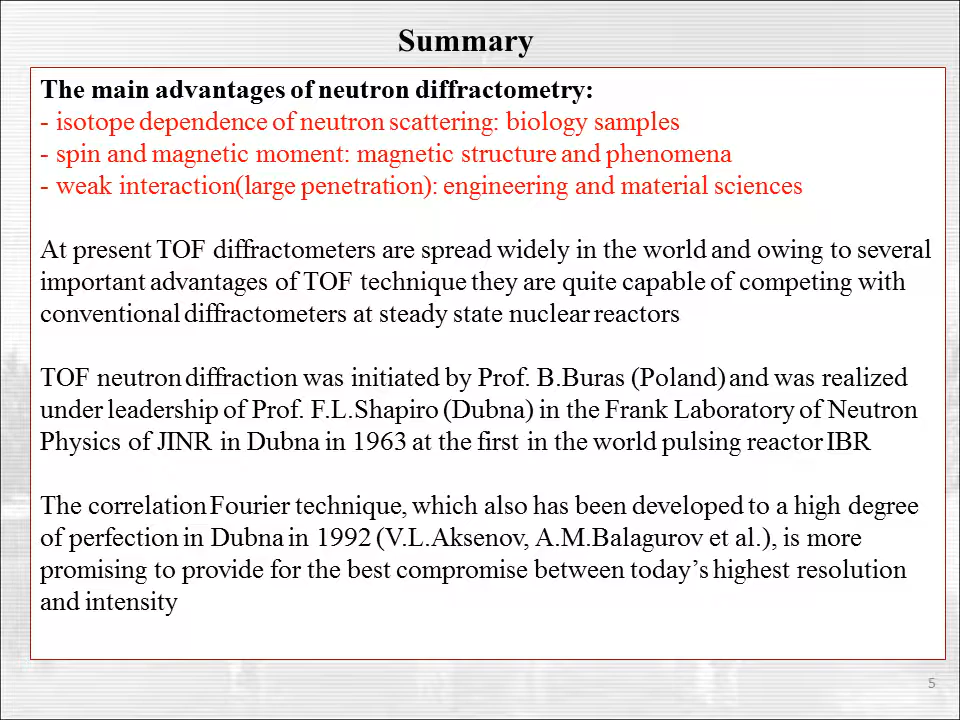 Summary
The main advantages of neutron diffractometry:
- isotope dependence of neutron scattering: biology samples
- spin and magnetic moment: magnetic structure and phenomena
- weak interaction(large penetration): engineering and material sciences
At present TOF diffractometers are spread widely in the world and owing to several
important advantages of TOF technique they are quite capable of competing with
conventional diffractometers at steady state nuclear reactors
TOF neutron diffraction was initiated by Prof. B.Buras (Poland) and was realized
under leadership of Prof. F.L.Shapiro (Dubna) in the Frank Laboratory of Neutron
Physics of JINR in Dubna in 1963 at the first in the world pulsing reactor IBR
The correlation Fourier technique, which also has been developed to a high degree
of perfection in Dubna in 1992 (V.L.Aksenov, A.M.Balagurov et al.), is more
promising to provide for the best compromise between today’s highest resolution
and intensity
5